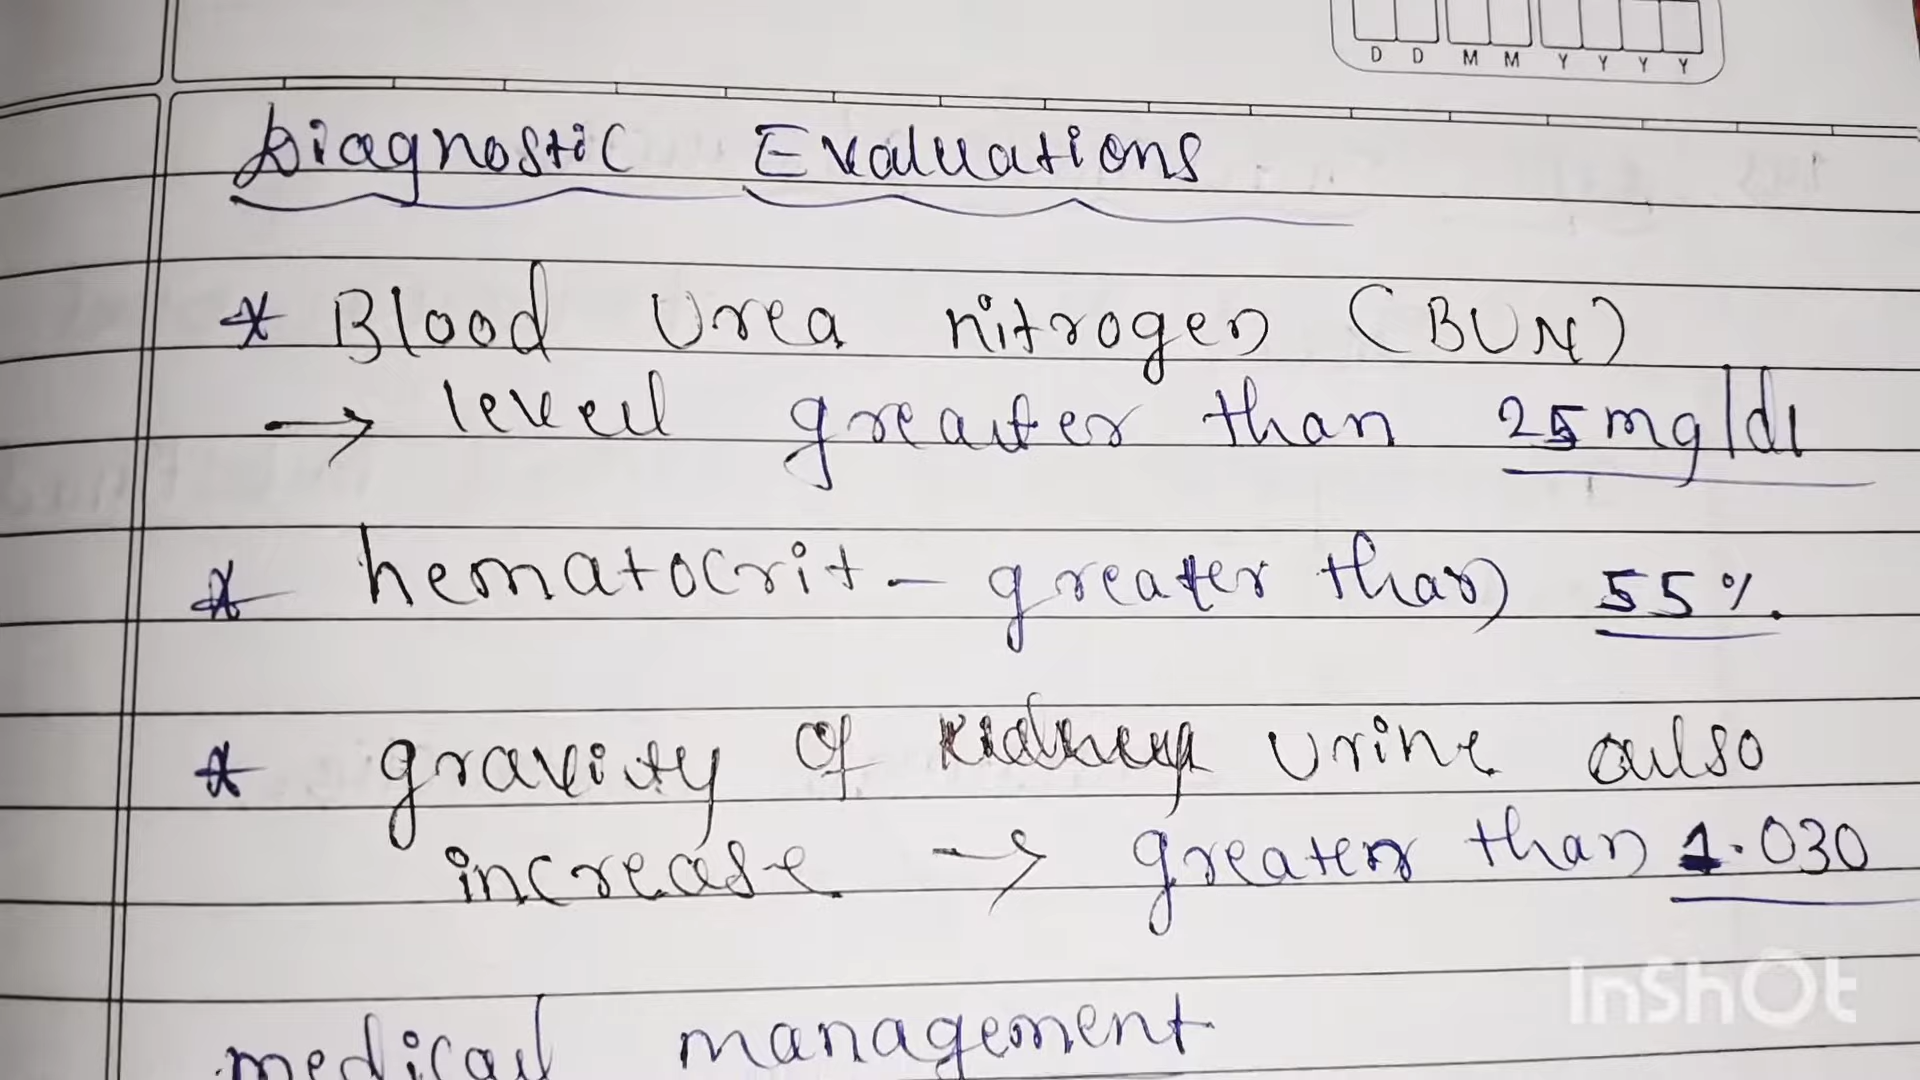 D D M M Y Y Y Y
Diagnostic Evaluations
* Blood Urea nitrogen (BUN)
→ level greater than 25mg/dl
* hematocrit - greater than 55%.
* gravity of kidney urine also
increase → greater than 1.030
medical management
InShOt